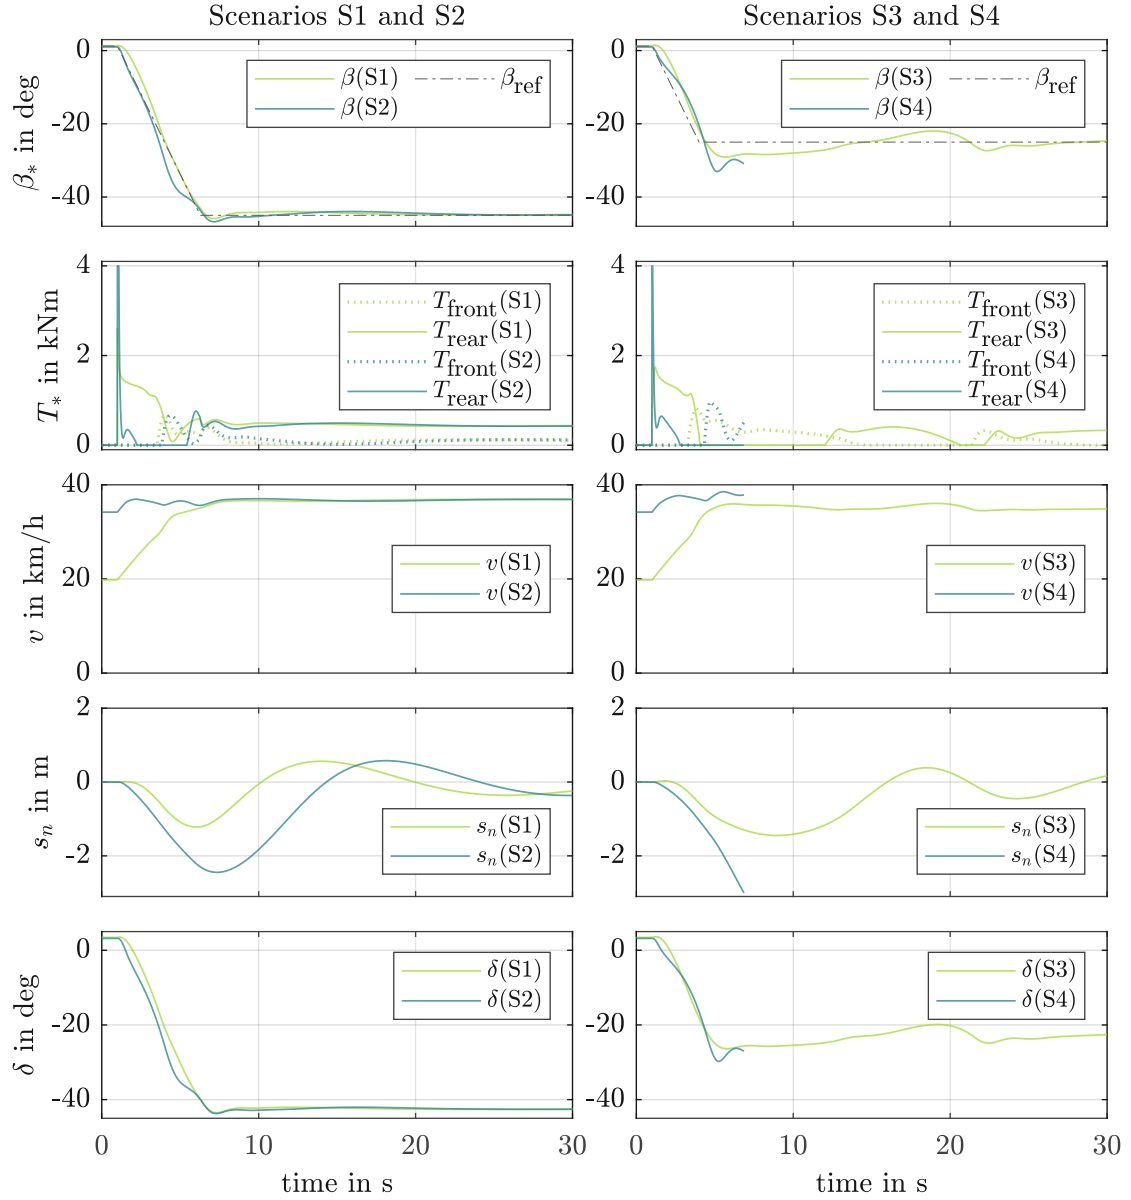 Scenarios S1 and S2
Scenarios S3 and S4
β* in deg
0
-20
-40
β(S1)
β(S2)
βref
0
-20
-40
β(S3)
β(S4)
βref
T* in kNm
4
2
0
Tfront(S1)
Trear(S1)
Tfront(S2)
Trear(S2)
4
2
0
Tfront(S3)
Trear(S3)
Tfront(S4)
Trear(S4)
v in km/h
40
20
0
v(S1)
v(S2)
40
20
0
v(S3)
v(S4)
sn in m
2
0
-2
sn(S1)
sn(S2)
2
0
-2
sn(S3)
sn(S4)
δ in deg
0
-20
-40
δ(S1)
δ(S2)
0
-20
-40
δ(S3)
δ(S4)
0 10 20 30
0 10 20 30
time in s
time in s